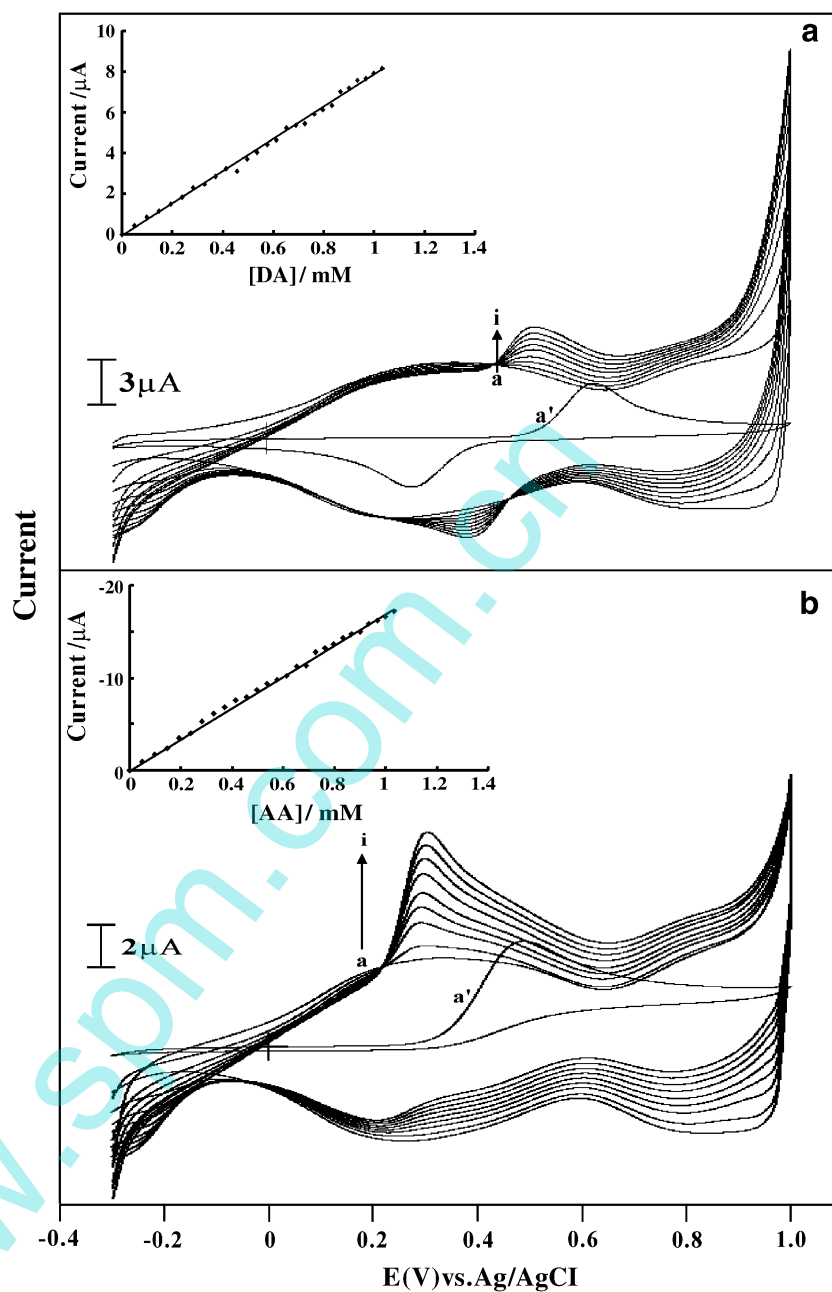 a
10
8
6
4
2
0
Current /µA
0 0.2 0.4 0.6 0.8 1 1.2 1.4
[DA]/ mM
i
a
a'
3µA
Current
b
-20
-10
0
Current /µA
0 0.2 0.4 0.6 0.8 1 1.2 1.4
[AA]/ mM
i
a
a'
2µA
-0.4 -0.2 0 0.2 0.4 0.6 0.8 1.0
E(V)vs.Ag/AgCl
w.spm.com.cn